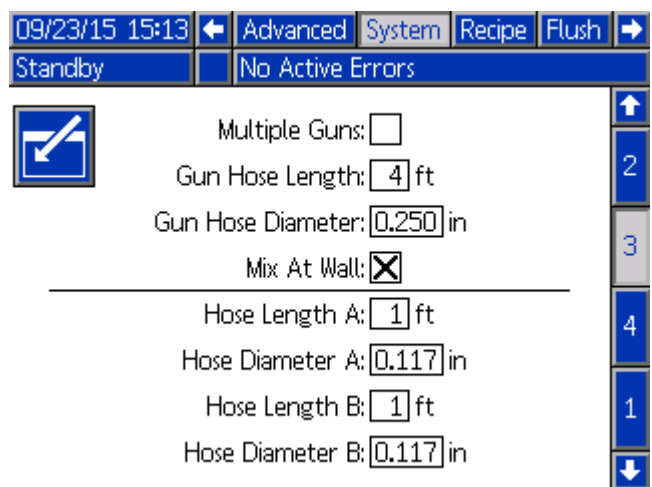 09/23/15 15:13 Advanced System Recipe Flush
Standby No Active Errors
Multiple Guns:
2
Gun Hose Length: 4 ft
Gun Hose Diameter: 0.250 in
3
Mix At Wall:
Hose Length A: 1 ft
4
Hose Diameter A: 0.117 in
Hose Length B: 1 ft
1
Hose Diameter B: 0.117 in